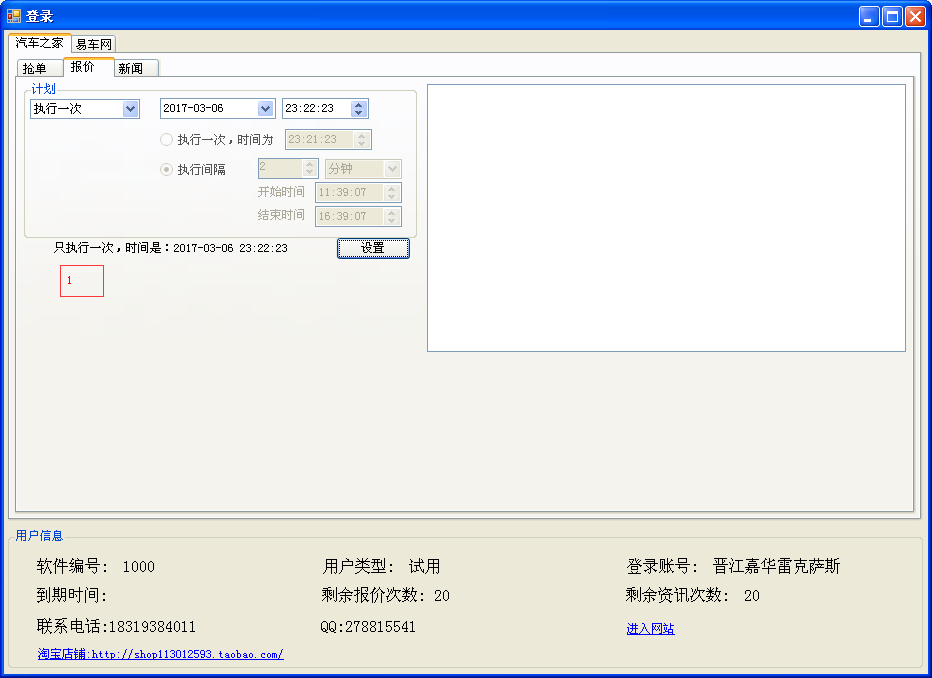 登录
汽车之家 易车网
抢单 报价 新闻
计划
执行一次 2017-03-06 23:22:23
执行一次，时间为 23:21:23
执行间隔 2 分钟
开始时间 11:39:07
结束时间 16:39:07
只执行一次，时间是：2017-03-06 23:22:23 设置
1
用户信息
软件编号: 1000 用户类型: 试用 登录账号: 晋江嘉华雷克萨斯
到期时间: 剩余报价次数: 20 剩余资讯次数: 20
联系电话:18319384011 QQ:278815541 进入网站
淘宝店铺:http://shop113012593.taobao.com/